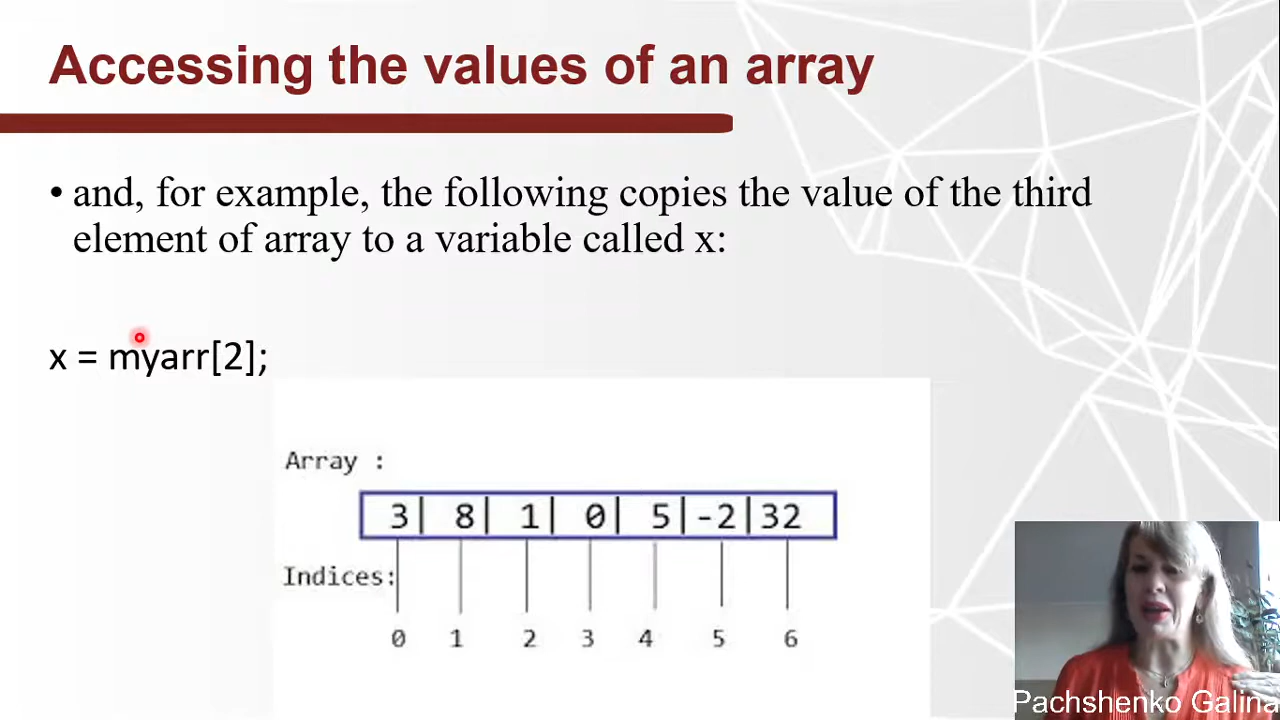 Accessing the values of an array
• and, for example, the following copies the value of the third
element of array to a variable called x:
x = myarr[2];
Array :
3| 8| 1| 0| 5|-2|32
Indices:
0 1 2 3 4 5 6
Pachshenko Galina